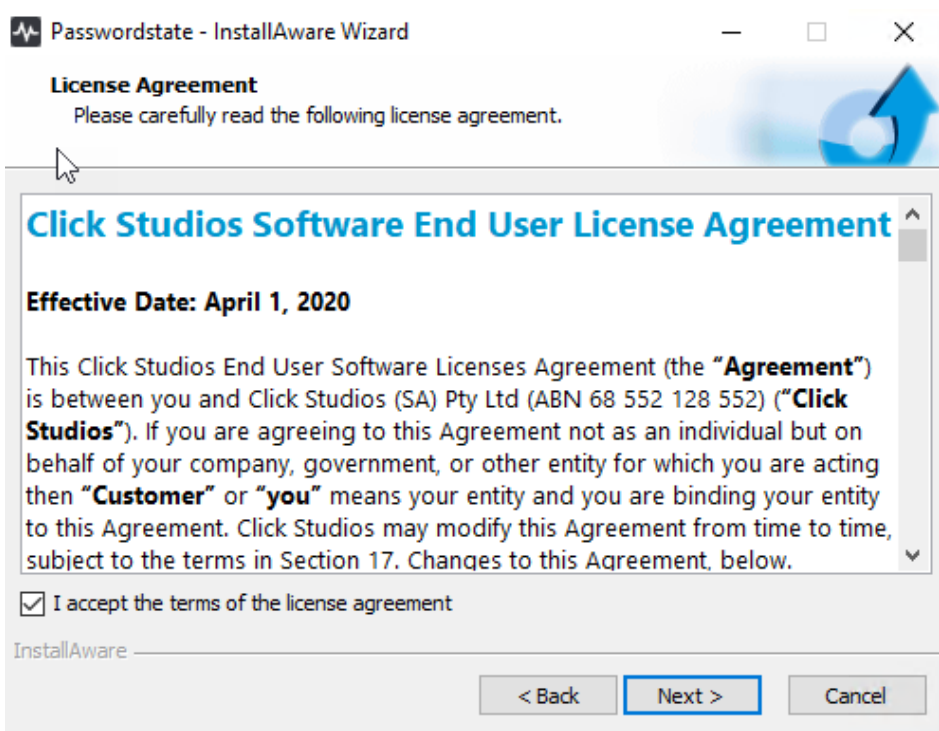 Passwordstate - InstallAware Wizard
License Agreement
Please carefully read the following license agreement.
Click Studios Software End User License Agreement
Effective Date: April 1, 2020
This Click Studios End User Software Licenses Agreement (the “Agreement”)
is between you and Click Studios (SA) Pty Ltd (ABN 68 552 128 552) (“Click
Studios”). If you are agreeing to this Agreement not as an individual but on
behalf of your company, government, or other entity for which you are acting
then “Customer” or “you” means your entity and you are binding your entity
to this Agreement. Click Studios may modify this Agreement from time to time,
subject to the terms in Section 17. Changes to this Agreement, below.
I accept the terms of the license agreement
InstallAware
< Back Next > Cancel